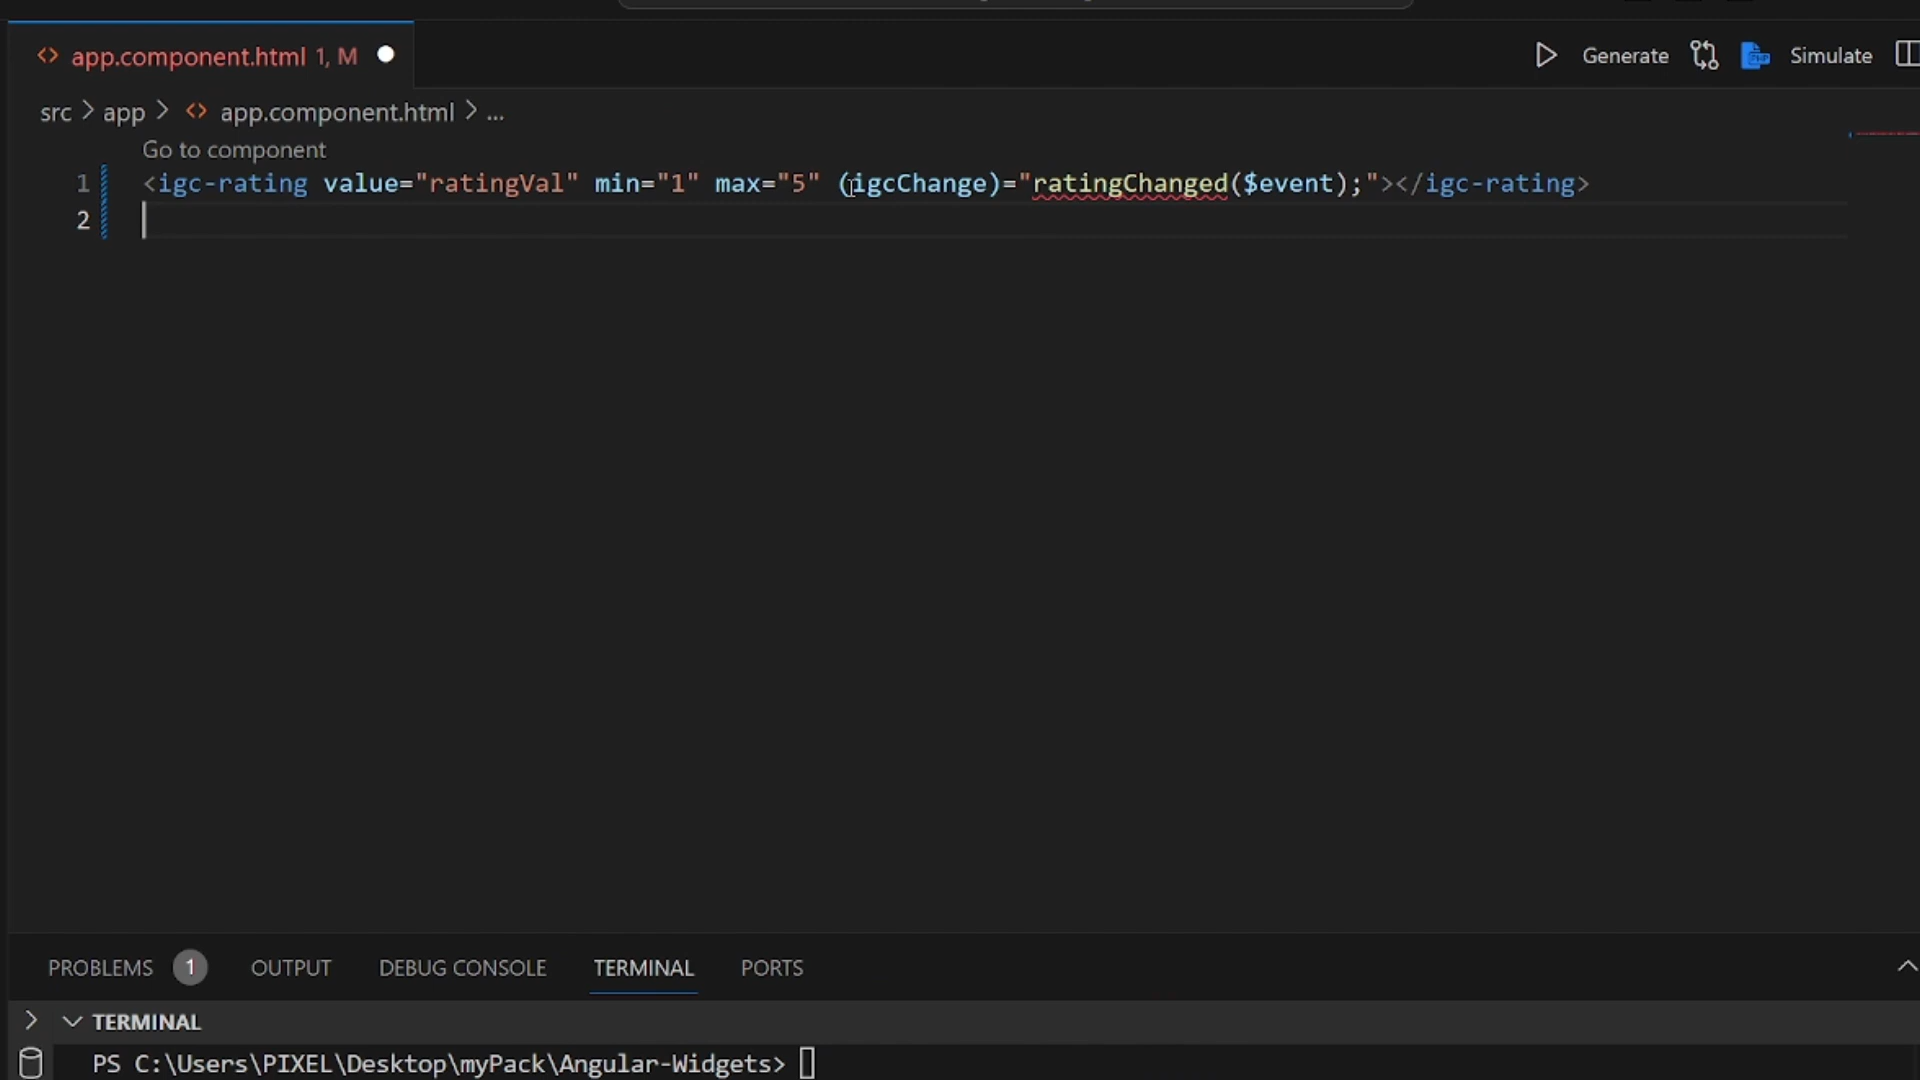 app.component.html 1, M
Generate
Simulate
src > app > app.component.html > ...
Go to component
1 <igc-rating value="ratingVal" min="1" max="5" (igcChange)="ratingChanged($event);"></igc-rating>
2
PROBLEMS 1 OUTPUT DEBUG CONSOLE TERMINAL PORTS
TERMINAL
PS C:\Users\PIXEL\Desktop\myPack\Angular-Widgets>